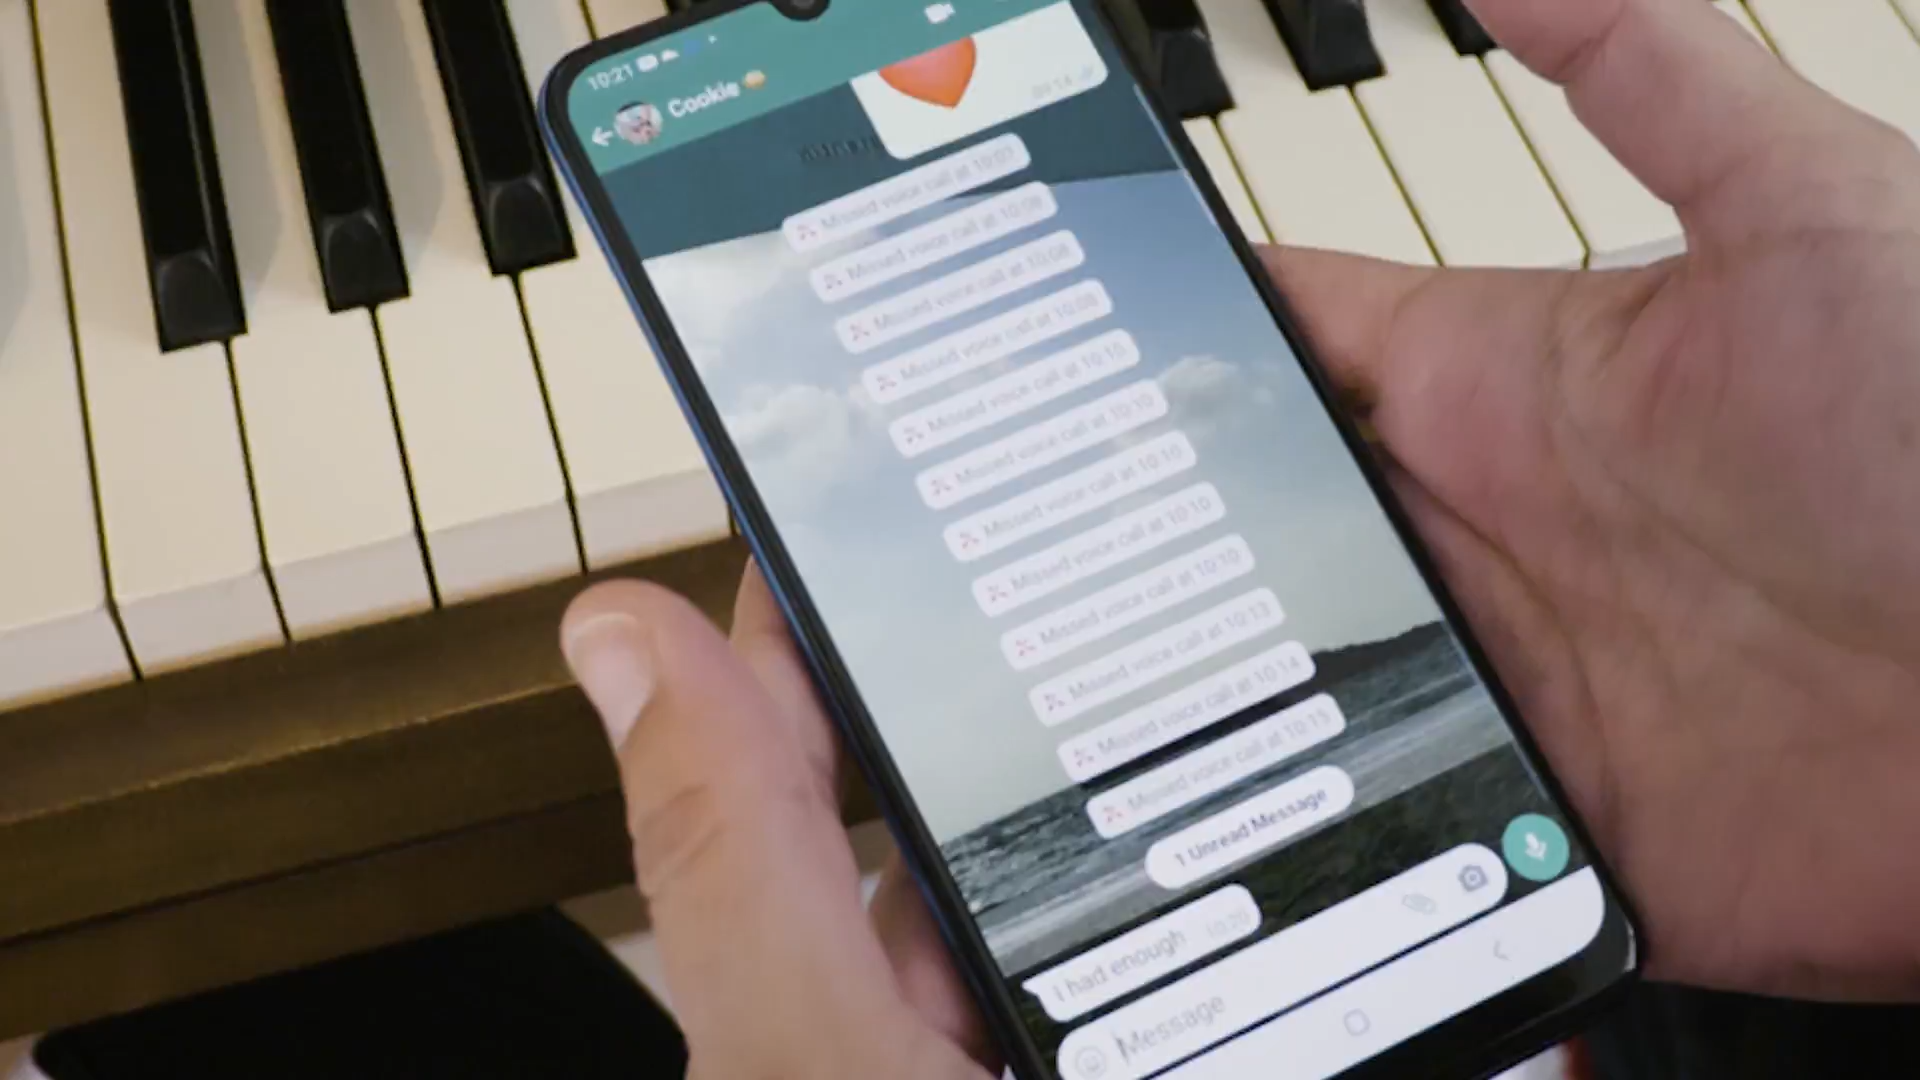 10:21
Cookie
Missed voice call at 10:07
Missed voice call at 10:08
Missed voice call at 10:08
Missed voice call at 10:08
Missed voice call at 10:10
Missed voice call at 10:10
Missed voice call at 10:10
Missed voice call at 10:10
Missed voice call at 10:10
Missed voice call at 10:13
Missed voice call at 10:14
Missed voice call at 10:15
1 Unread Message
I had enough 10:20
Message